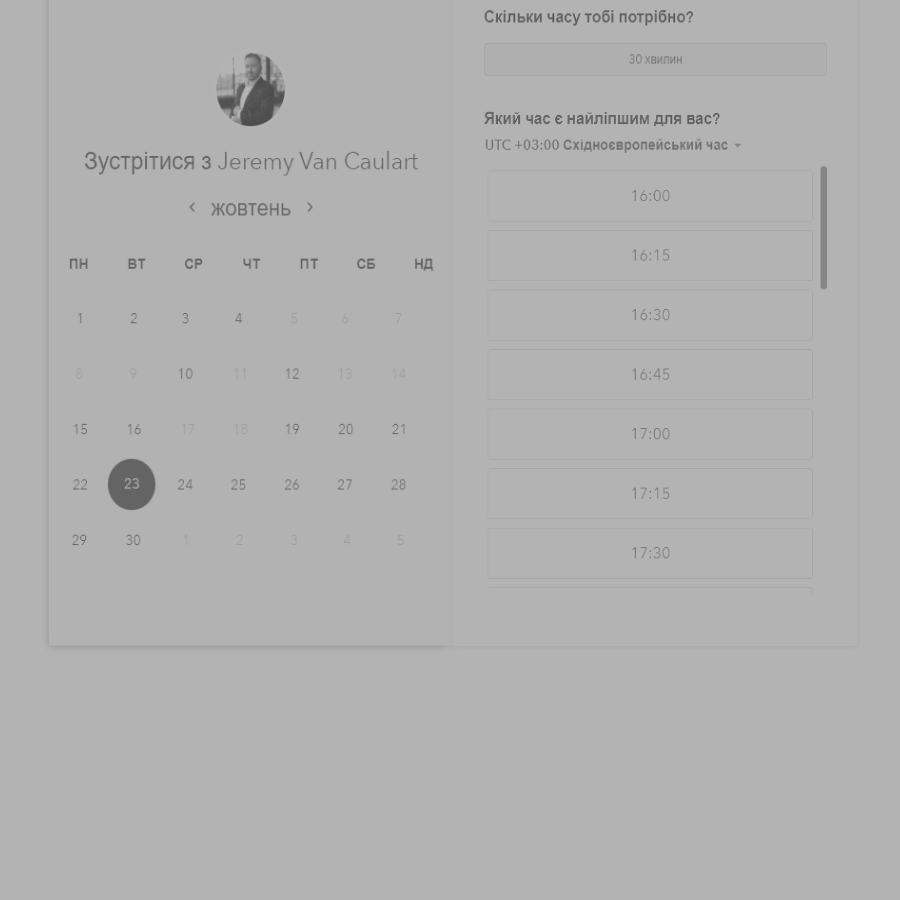 Зустрітися з Jeremy Van Caulart
жовтень
ПН ВТ СР ЧТ ПТ СБ НД
1 2 3 4 5 6 7
8 9 10 11 12 13 14
15 16 17 18 19 20 21
22 23 24 25 26 27 28
29 30 1 2 3 4 5
Скільки часу тобі потрібно?
30 хвилин
Який час є найліпшим для вас?
UTC +03:00 Східноєвропейський час
16:00
16:15
16:30
16:45
17:00
17:15
17:30